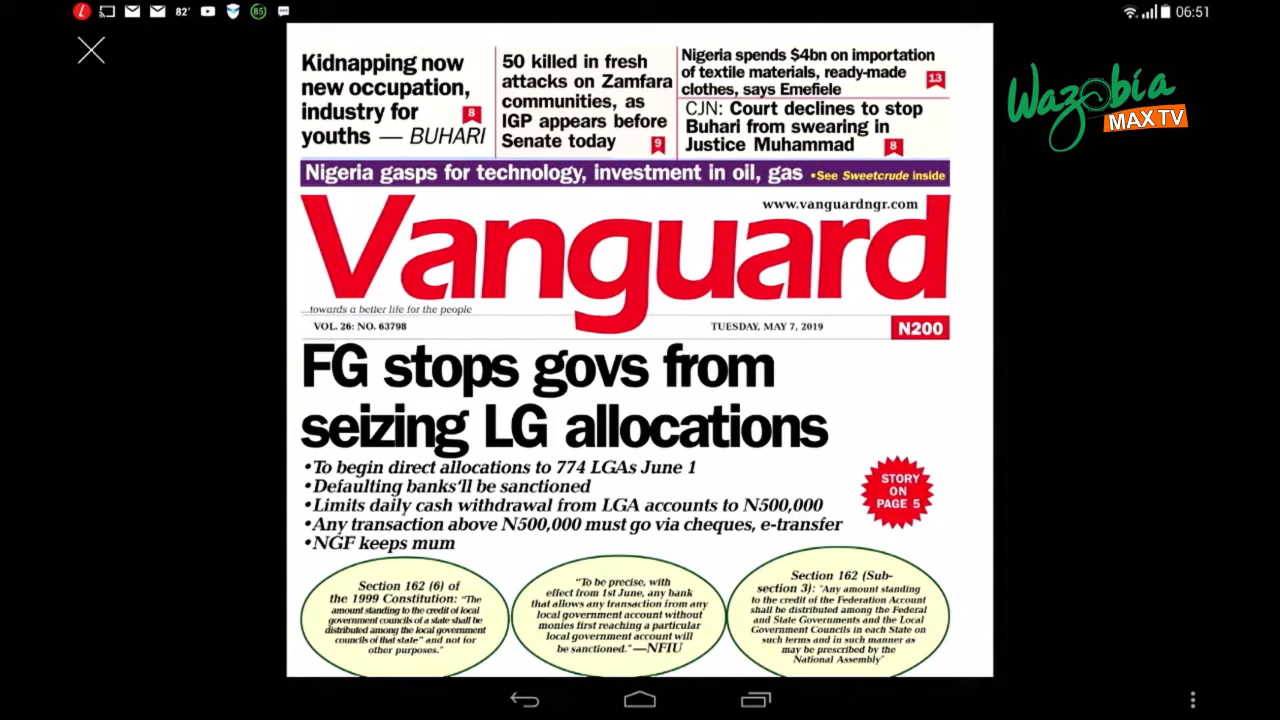 82°
85
06:51
Wazobia
MAX TV
Kidnapping now
new occupation,
industry for
youths — BUHARI
8
50 killed in fresh
attacks on Zamfara
communities, as
IGP appears before
Senate today
9
Nigeria spends $4bn on importation
of textile materials, ready-made
clothes, says Emefiele
13
CJN: Court declines to stop
Buhari from swearing in
Justice Muhammad
8
Nigeria gasps for technology, investment in oil, gas •See Sweetcrude inside
www.vanguardngr.com
Vanguard
...towards a better life for the people
VOL. 26: NO. 63798
TUESDAY, MAY 7, 2019
N200
FG stops govs from
seizing LG allocations
•To begin direct allocations to 774 LGAs June 1
•Defaulting banks'll be sanctioned
•Limits daily cash withdrawal from LGA accounts to N500,000
•Any transaction above N500,000 must go via cheques, e-transfer
•NGF keeps mum
STORY
ON
PAGE 5
Section 162 (6) of
the 1999 Constitution: "The
amount standing to the credit of local
government councils of a state shall be
distributed among the local government
councils of that state" and not for
other purposes."
"To be precise, with
effect from 1st June, any bank
that allows any transaction from any
local government account without
monies first reaching a particular
local government account will
be sanctioned."—NFIU
Section 162 (Sub-
section 3): "Any amount standing
to the credit of the Federation Account
shall be distributed among the Federal
and State Governments and the Local
Government Councils in each State on
such terms and in such manner as
may be prescribed by the
National Assembly"